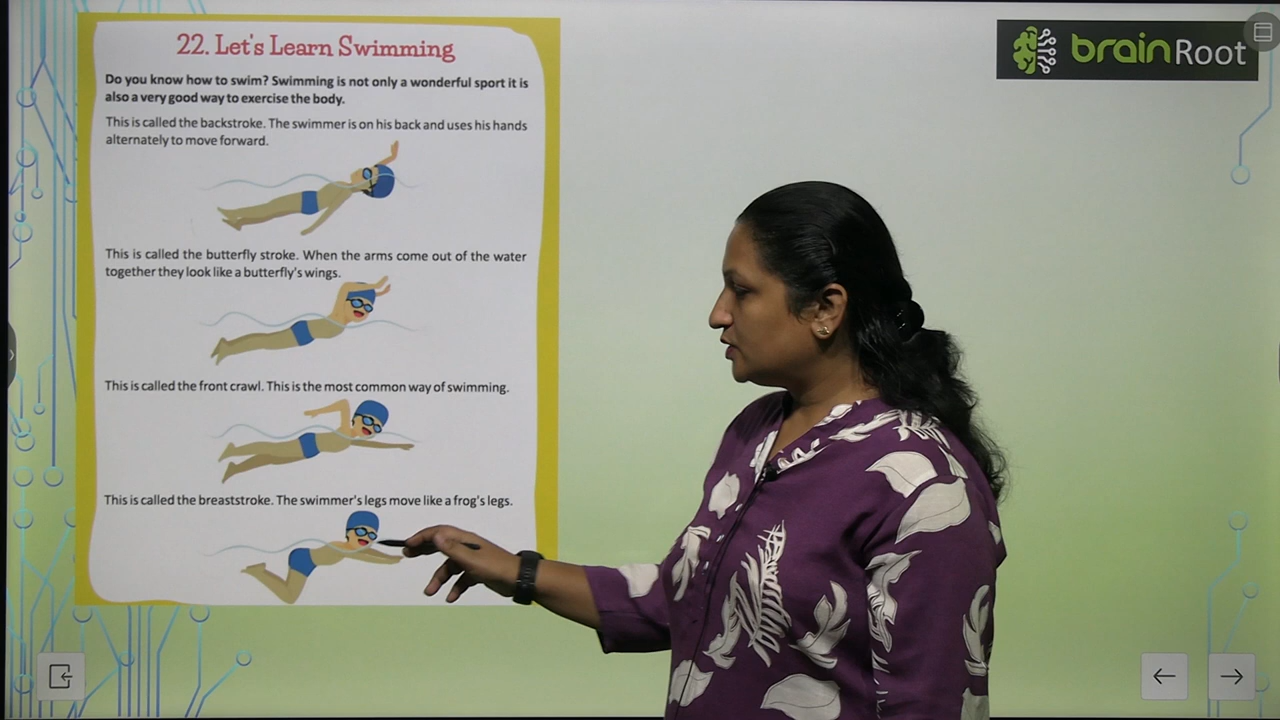 22. Let's Learn Swimming
Do you know how to swim? Swimming is not only a wonderful sport it is
also a very good way to exercise the body.
This is called the backstroke. The swimmer is on his back and uses his hands
alternately to move forward.
This is called the butterfly stroke. When the arms come out of the water
together they look like a butterfly's wings.
This is called the front crawl. This is the most common way of swimming.
This is called the breaststroke. The swimmer's legs move like a frog's legs.
brainRoot